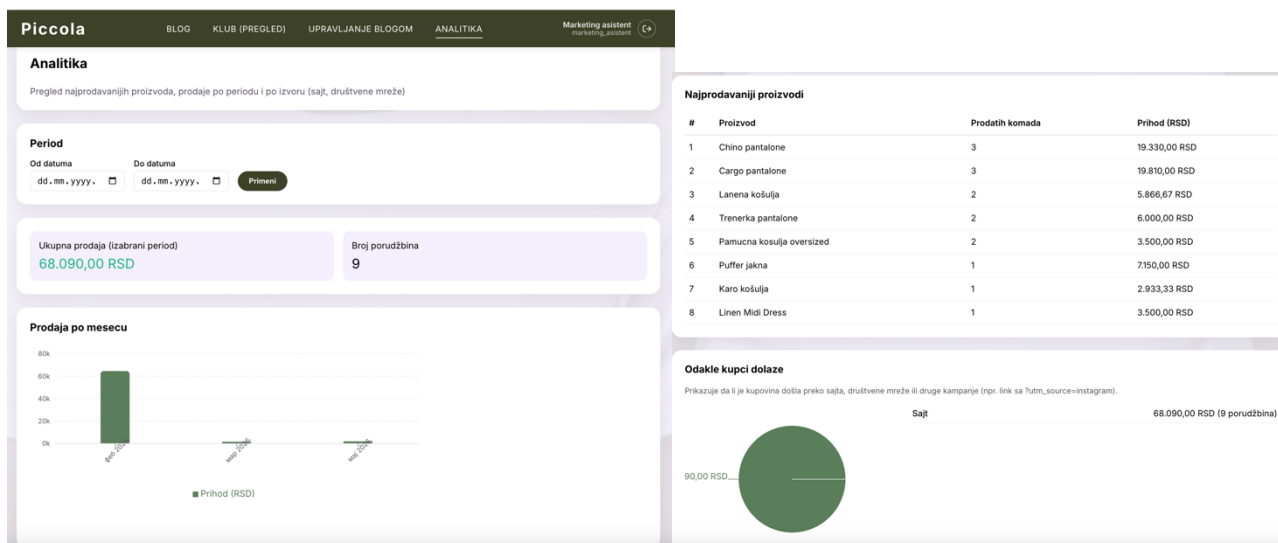 Piccola
BLOG
KLUB (PREGLED)
UPRAVLJANJE BLOGOM
ANALITIKA
Marketing asistent
marketing_asistent
Analitika
Pregled najprodavanijih proizvoda, prodaje po periodu i po izvoru (sajt, društvene mreže)
Period
Od datuma
Do datuma
dd.mm.yyyy.
dd.mm.yyyy.
Primeni
Ukupna prodaja (izabrani period)
68.090,00 RSD
Broj porudžbina
9
Prodaja po mesecu
80k
60k
40k
20k
0k
феб 2026
мар 2026
мај 2026
Prihod (RSD)
Najprodavaniji proizvodi
# Proizvod Prodatih komada Prihod (RSD)
1 Chino pantalone 3 19.330,00 RSD
2 Cargo pantalone 3 19.810,00 RSD
3 Lanena košulja 2 5.866,67 RSD
4 Trenerka pantalone 2 6.000,00 RSD
5 Pamucna kosulja oversized 2 3.500,00 RSD
6 Puffer jakna 1 7.150,00 RSD
7 Karo košulja 1 2.933,33 RSD
8 Linen Midi Dress 1 3.500,00 RSD
Odakle kupci dolaze
Prikazuje da li je kupovina došla preko sajta, društvene mreže ili druge kampanje (npr. link sa ?utm_source=instagram).
Sajt 68.090,00 RSD (9 porudžbina)
90,00 RSD